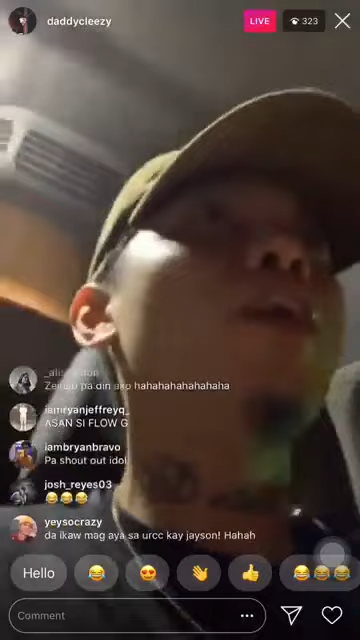 daddycleezy
LIVE
323
Zeinab pa din ako hahahahahahahaha
iamryanjeffreyq_
ASAN SI FLOW G
iambryanbravo
Pa shout out idol
josh_reyes03
😂😂😂
yeysocrazy
da ikaw mag aya sa urcc kay jayson! Hahah
Hello 😂 😍 👋 👍 😂😂😂
Comment